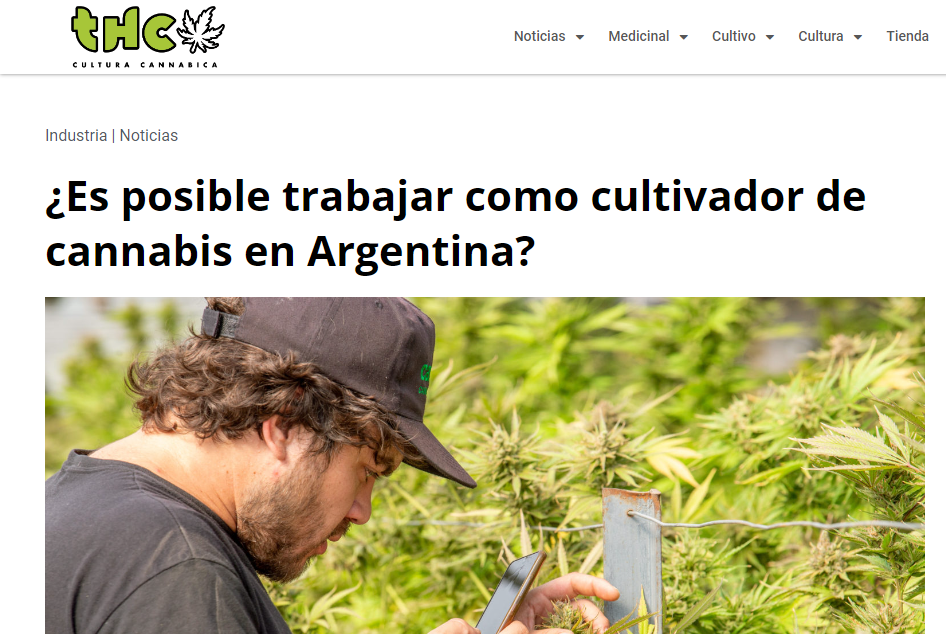 tHC
CULTURA CANNABICA
Noticias Medicinal Cultivo Cultura Tienda
Industria | Noticias
¿Es posible trabajar como cultivador de
cannabis en Argentina?